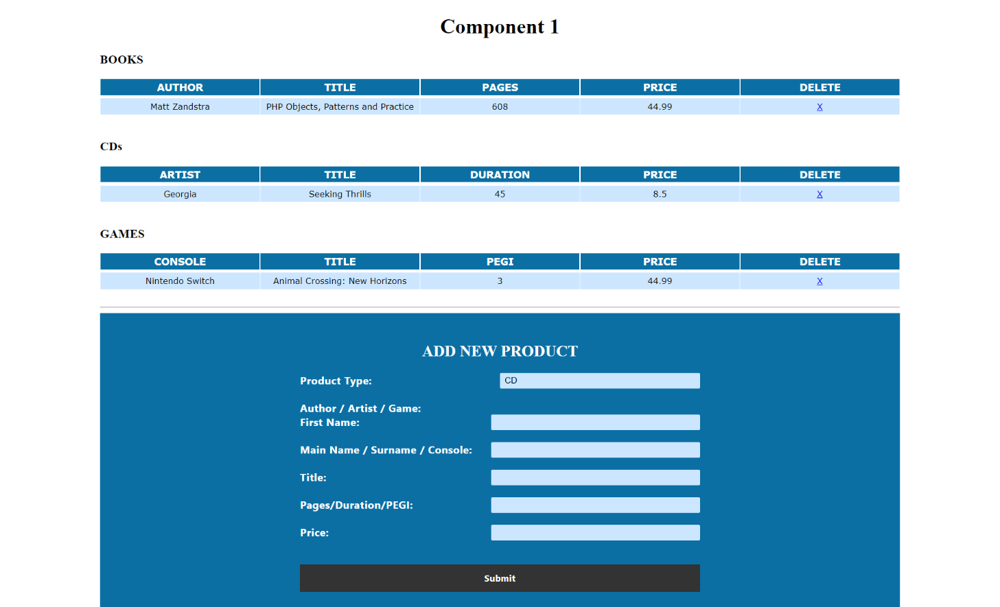 Component 1
BOOKS
AUTHOR TITLE PAGES PRICE DELETE
Matt Zandstra PHP Objects, Patterns and Practice 608 44.99 X
CDs
ARTIST TITLE DURATION PRICE DELETE
Georgia Seeking Thrills 45 8.5 X
GAMES
CONSOLE TITLE PEGI PRICE DELETE
Nintendo Switch Animal Crossing: New Horizons 3 44.99 X
ADD NEW PRODUCT
Product Type: CD
Author / Artist / Game:
First Name:
Main Name / Surname / Console:
Title:
Pages/Duration/PEGI:
Price:
Submit